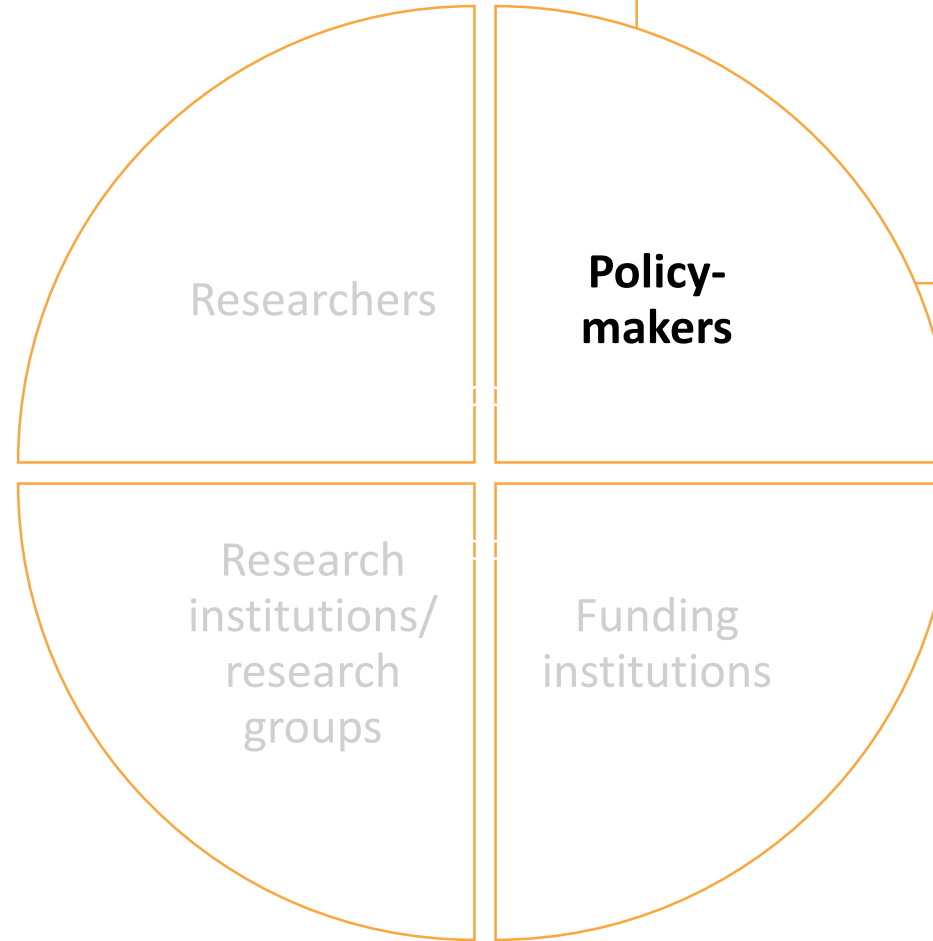 Researchers
Policy-
makers
Research
institutions/
research
groups
Funding
institutions